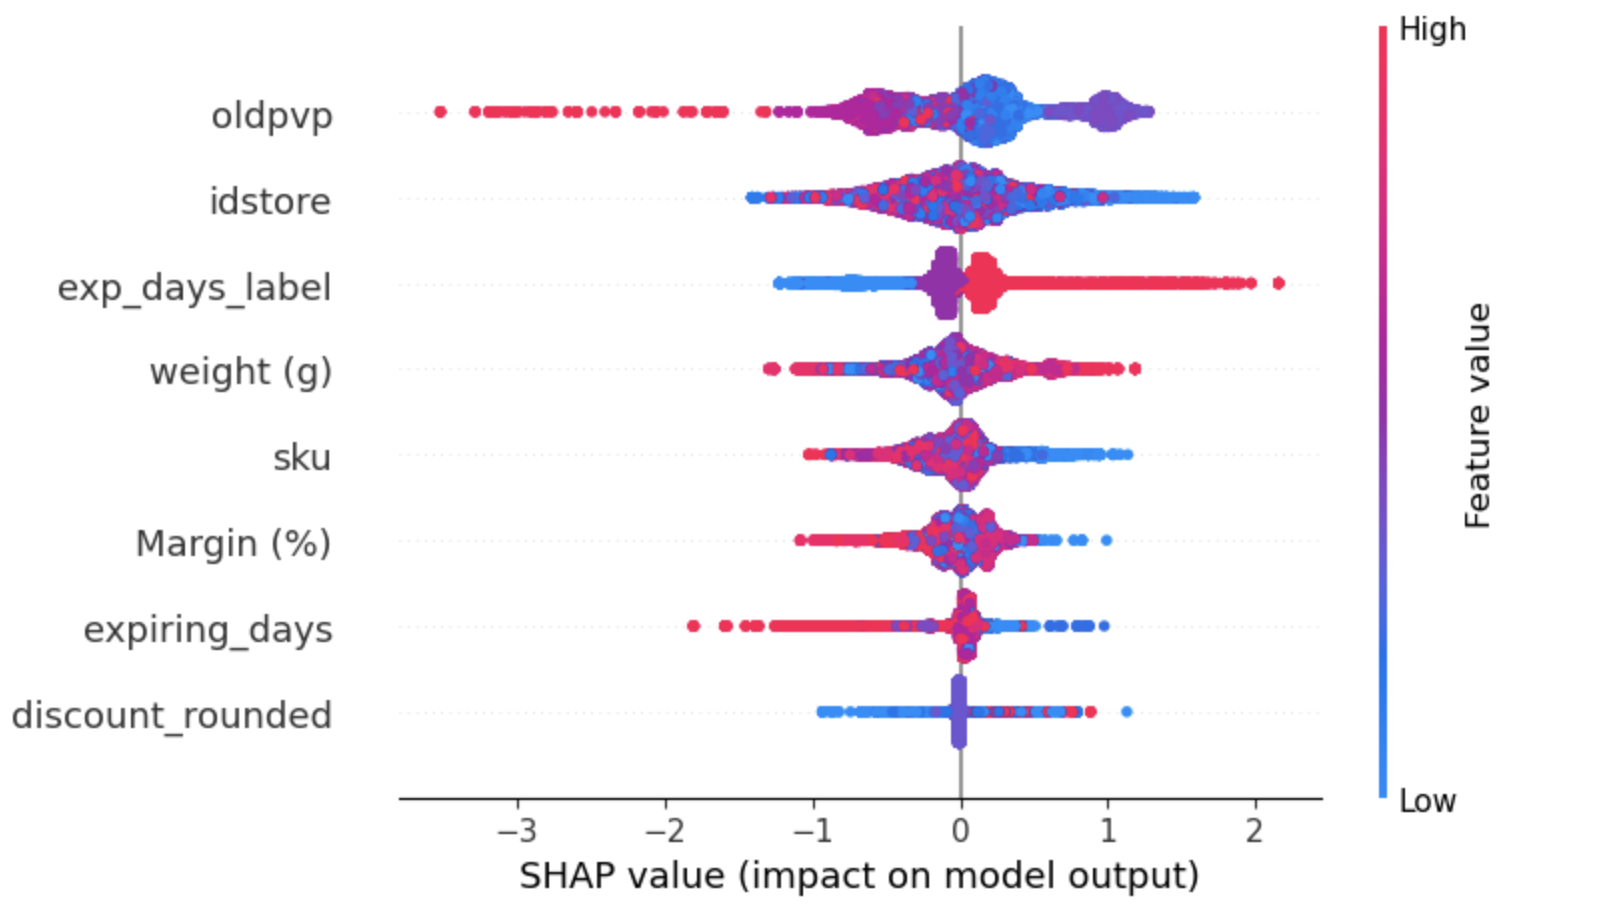 High
oldpvp
idstore
exp_days_label
weight (g)
sku
Margin (%)
expiring_days
discount_rounded
Feature value
Low
−3 −2 −1 0 1 2
SHAP value (impact on model output)